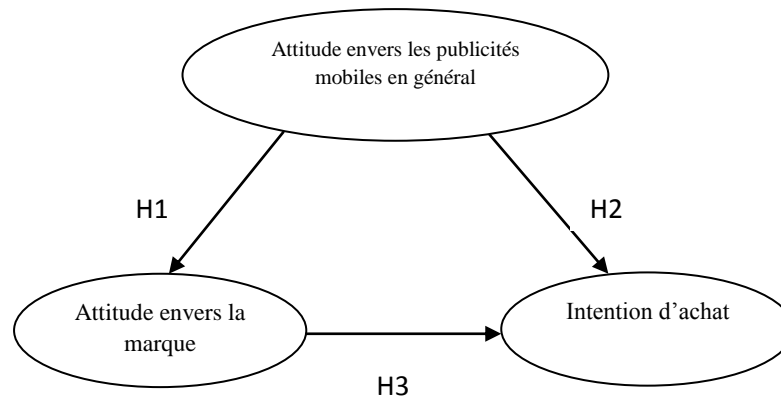 Attitude envers les publicités
mobiles en général
H1
H2
Attitude envers la
marque
Intention d’achat
H3